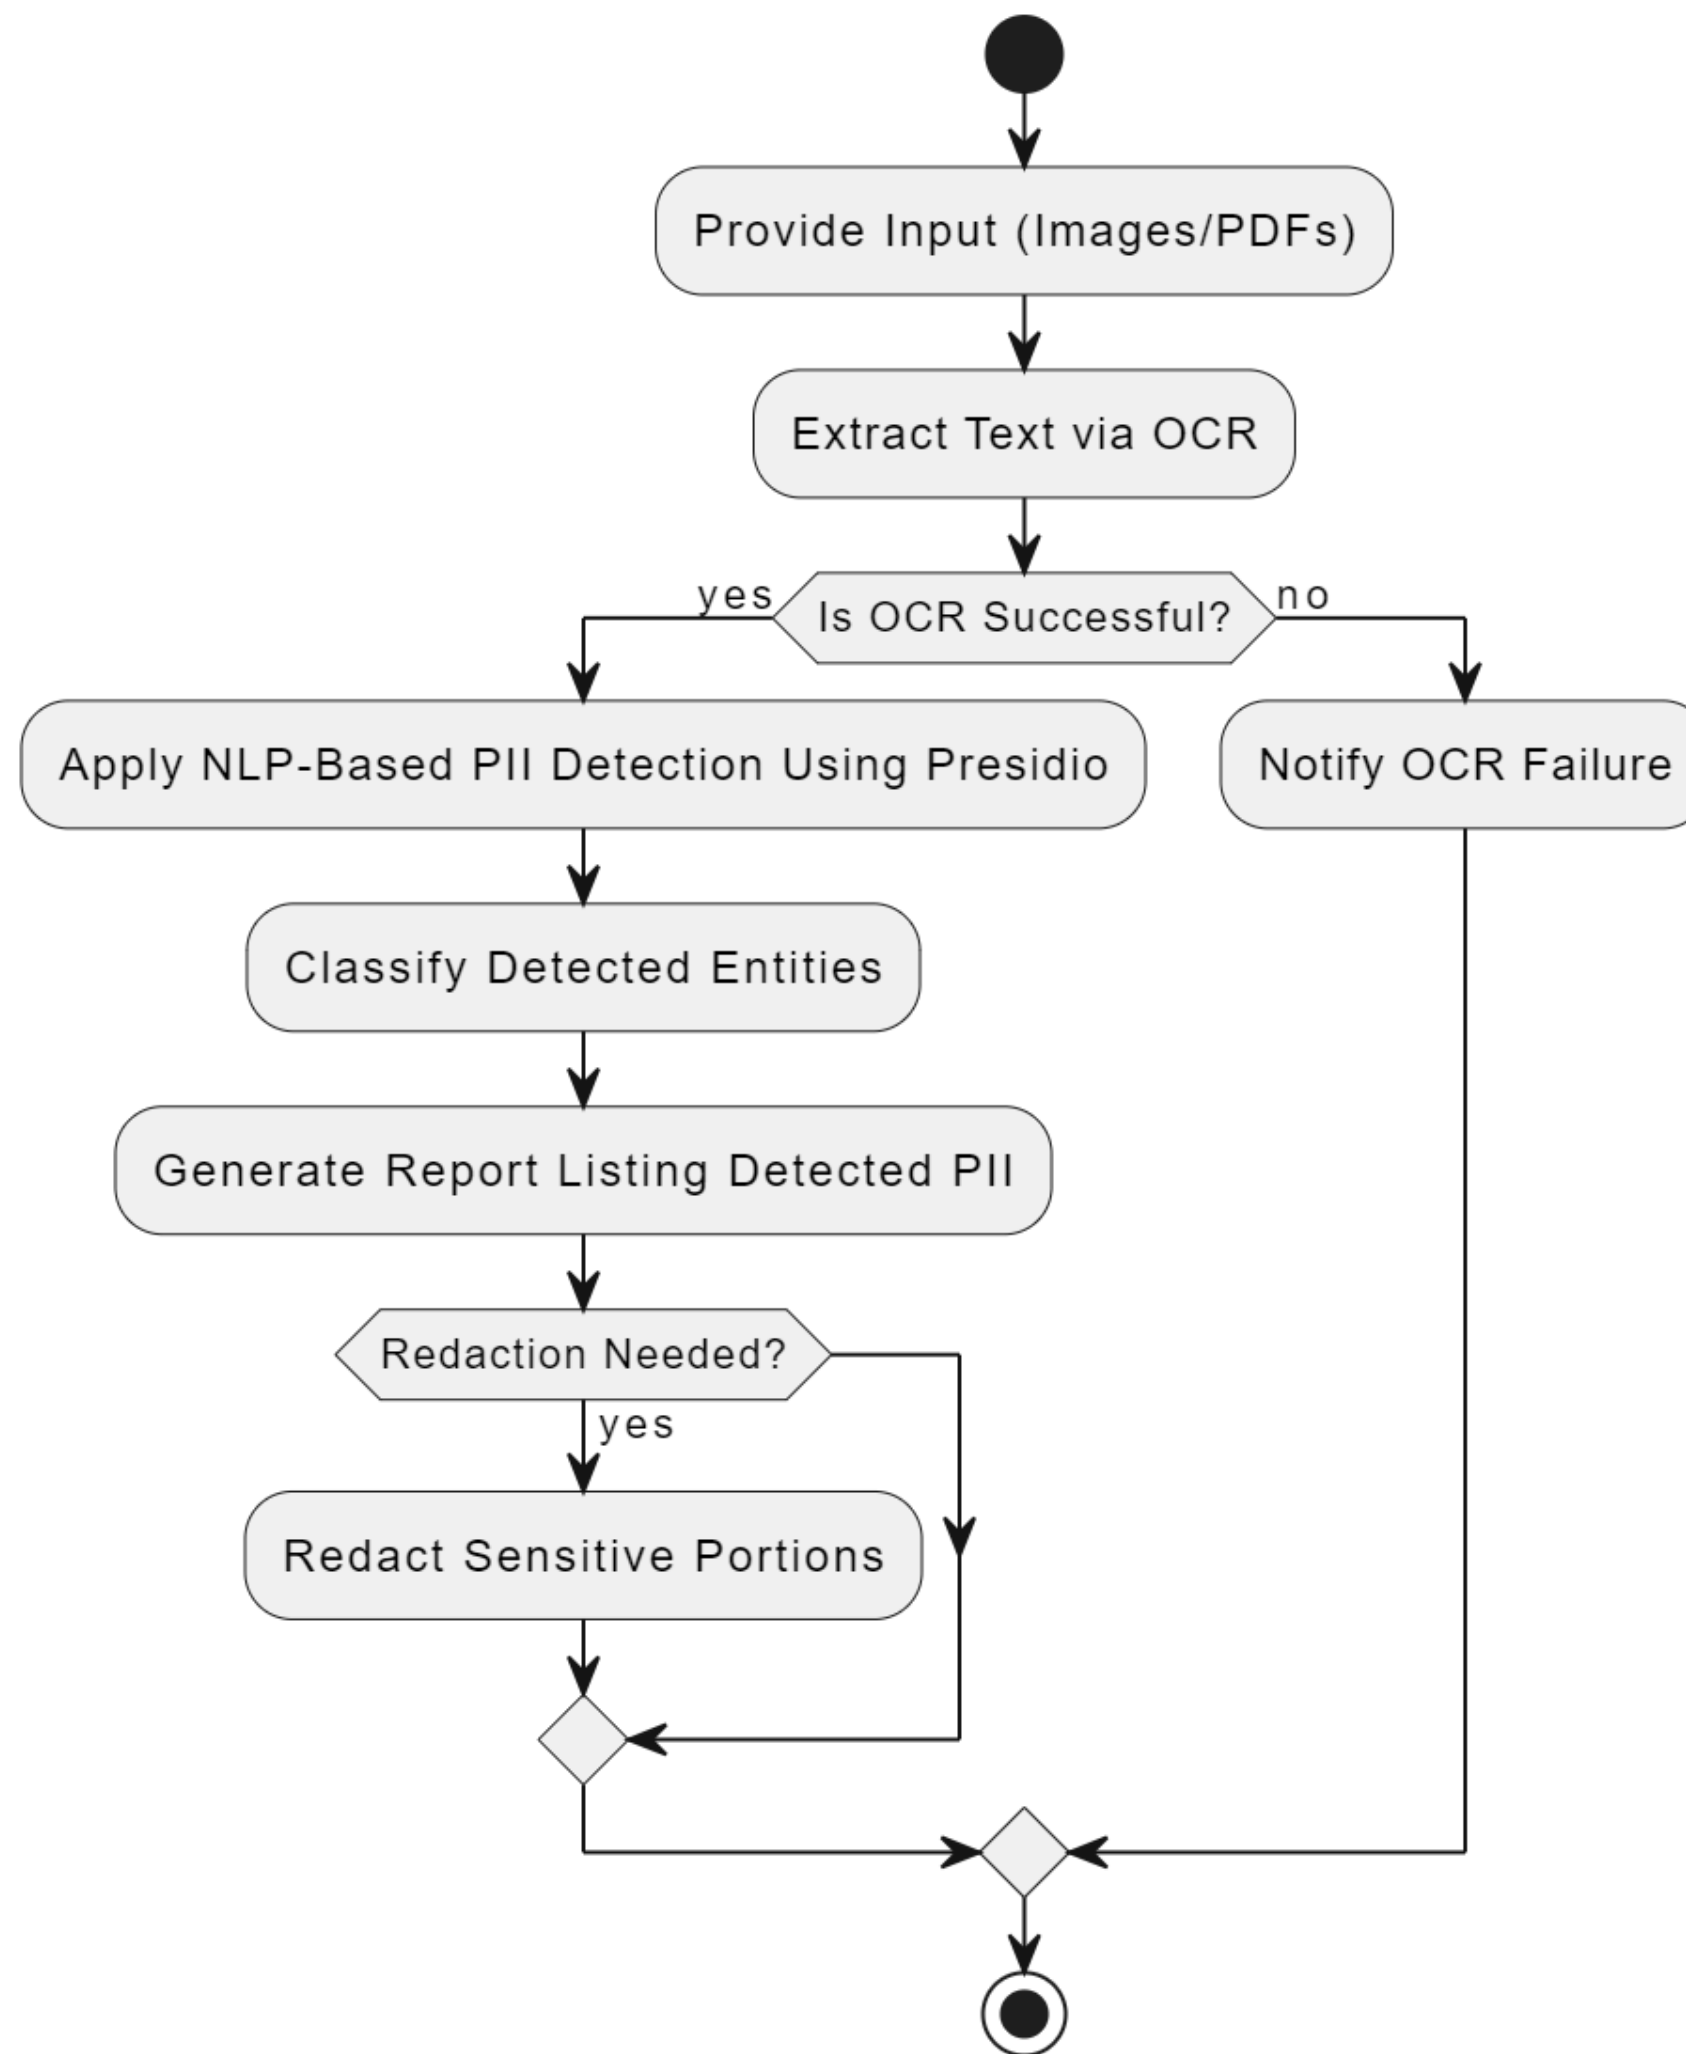 Provide Input (Images/PDFs)
Extract Text via OCR
Is OCR Successful?
yes
no
Apply NLP-Based PII Detection Using Presidio
Notify OCR Failure
Classify Detected Entities
Generate Report Listing Detected PII
Redaction Needed?
yes
Redact Sensitive Portions